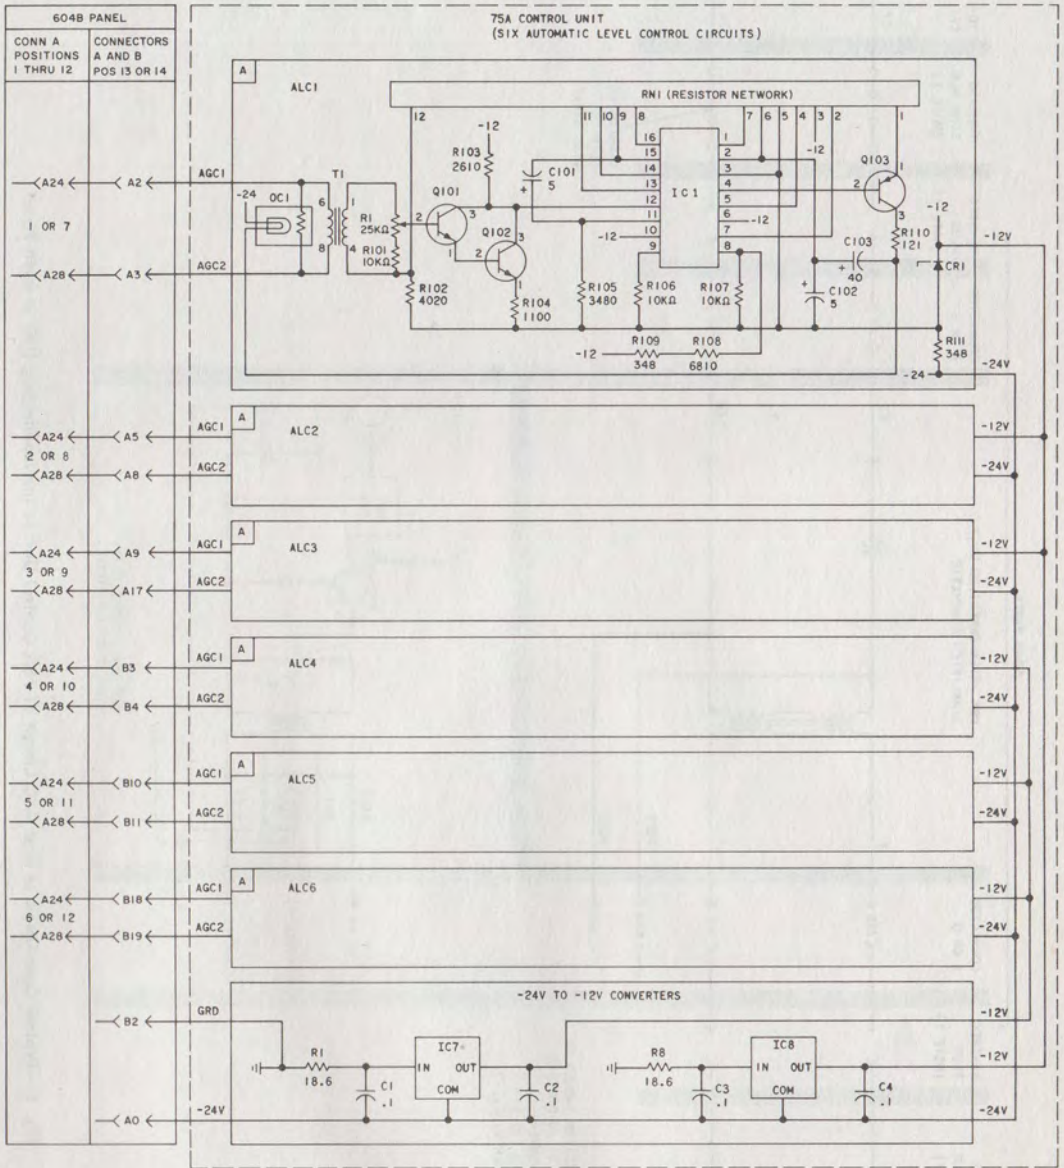 604B PANEL
CONN A
POSITIONS
1 THRU 12
CONNECTORS
A AND B
POS 13 OR 14
75A CONTROL UNIT
(SIX AUTOMATIC LEVEL CONTROL CIRCUITS)
A
ALC1
RN1 (RESISTOR NETWORK)
12
11
10
9
8
7
6
5
4
3
2
1
-12
R103
2610
C101
5
+
16
15
14
13
12
11
10
9
1
2
3
4
5
6
7
8
IC1
-12
-12
-12
Q103
1
2
3
-12
-12V
R110
121
C103
+
40
CR1
+
C102
5
A24
A2
AGC1
1 OR 7
A28
A3
AGC2
-24
OC1
T1
6
8
1
4
R1
25KΩ
R101
10KΩ
Q101
2
3
1
Q102
2
3
1
R102
4020
R104
1100
R105
3480
R106
10KΩ
R107
10KΩ
-12
R109
348
R108
6810
R111
348
-24
-24V
A24
A5
AGC1
A
ALC2
-12V
2 OR 8
A28
A8
AGC2
-24V
A24
A9
AGC1
A
ALC3
-12V
3 OR 9
A28
A17
AGC2
-24V
A24
B3
AGC1
A
ALC4
-12V
4 OR 10
A28
B4
AGC2
-24V
A24
B10
AGC1
A
ALC5
-12V
5 OR 11
A28
B11
AGC2
-24V
A24
B18
AGC1
A
ALC6
-12V
6 OR 12
A28
B19
AGC2
-24V
-24V TO -12V CONVERTERS
B2
GRD
-12V
R1
18.6
IC7
IN OUT
COM
C1
.1
C2
.1
R8
18.6
IC8
IN OUT
COM
C3
.1
C4
.1
-12V
A0
-24V
-24V